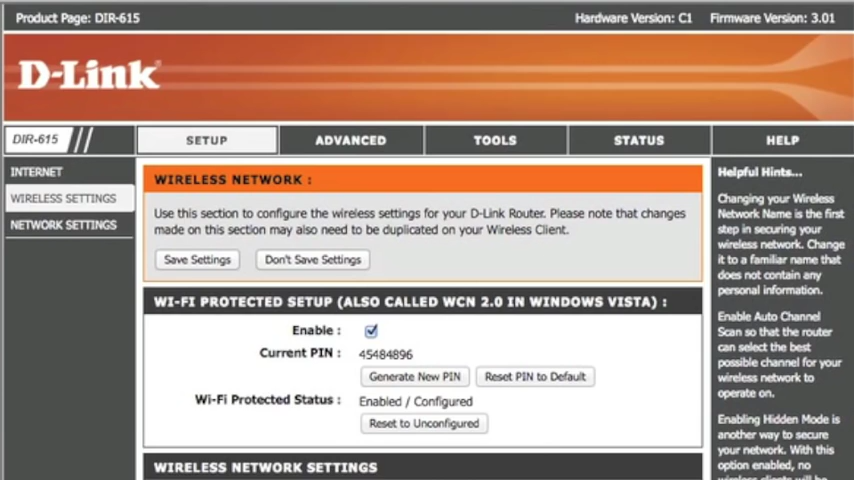 Product Page: DIR-615
Hardware Version: C1 Firmware Version: 3.01
D-Link
DIR-615
SETUP
ADVANCED
TOOLS
STATUS
HELP
INTERNET
WIRELESS SETTINGS
NETWORK SETTINGS
WIRELESS NETWORK :
Use this section to configure the wireless settings for your D-Link Router. Please note that changes
made on this section may also need to be duplicated on your Wireless Client.
Save Settings
Don't Save Settings
WI-FI PROTECTED SETUP (ALSO CALLED WCN 2.0 IN WINDOWS VISTA) :
Enable :
Current PIN : 45484896
Generate New PIN
Reset PIN to Default
Wi-Fi Protected Status : Enabled / Configured
Reset to Unconfigured
WIRELESS NETWORK SETTINGS
Helpful Hints...
Changing your Wireless
Network Name is the first
step in securing your
wireless network. Change
it to a familiar name that
does not contain any
personal information.
Enable Auto Channel
Scan so that the router
can select the best
possible channel for your
wireless network to
operate on.
Enabling Hidden Mode is
another way to secure
your network. With this
option enabled, no
wireless clients will be